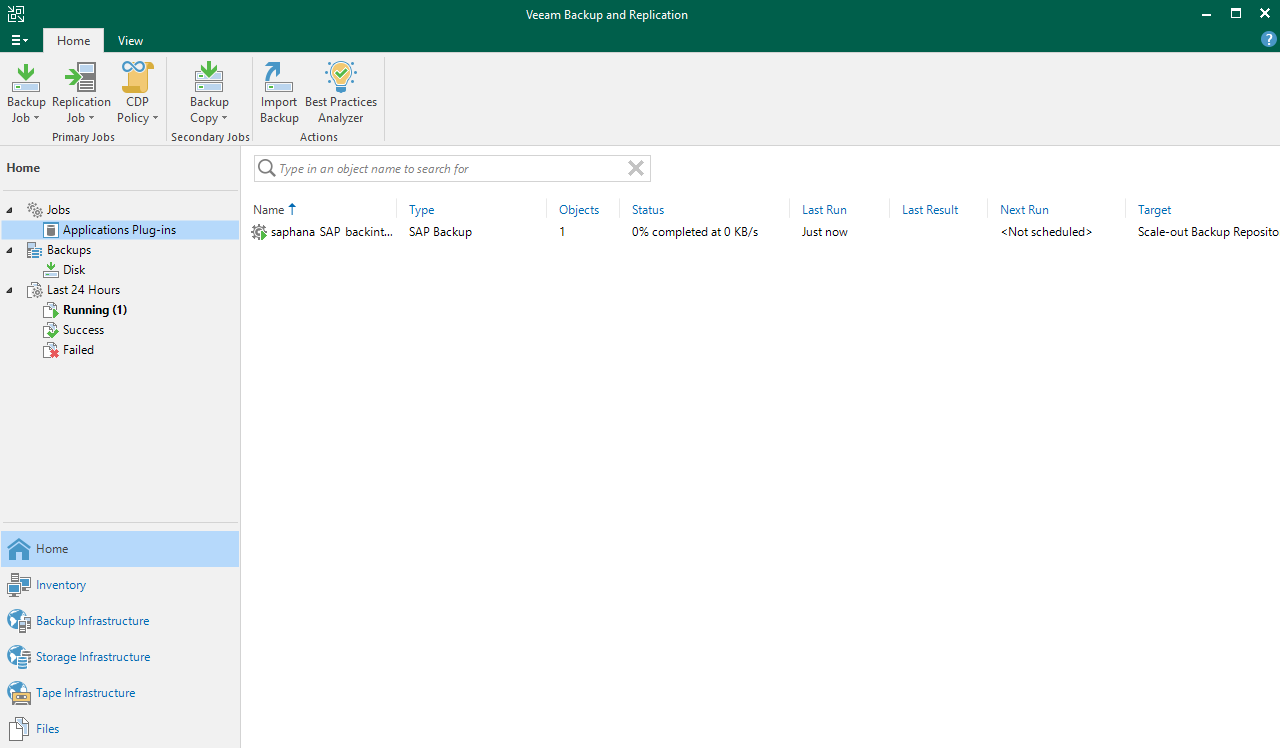 Veeam Backup and Replication
Home View
Backup Job
Replication Job
CDP Policy
Primary Jobs
Backup Copy
Secondary Jobs
Import Backup
Best Practices Analyzer
Actions
Home
Jobs
Applications Plug-ins
Backups
Disk
Last 24 Hours
Running (1)
Success
Failed
Home
Inventory
Backup Infrastructure
Storage Infrastructure
Tape Infrastructure
Files
Type in an object name to search for
Name Type Objects Status Last Run Last Result Next Run Target
saphana SAP backint... SAP Backup 1 0% completed at 0 KB/s Just now <Not scheduled> Scale-out Backup Reposito